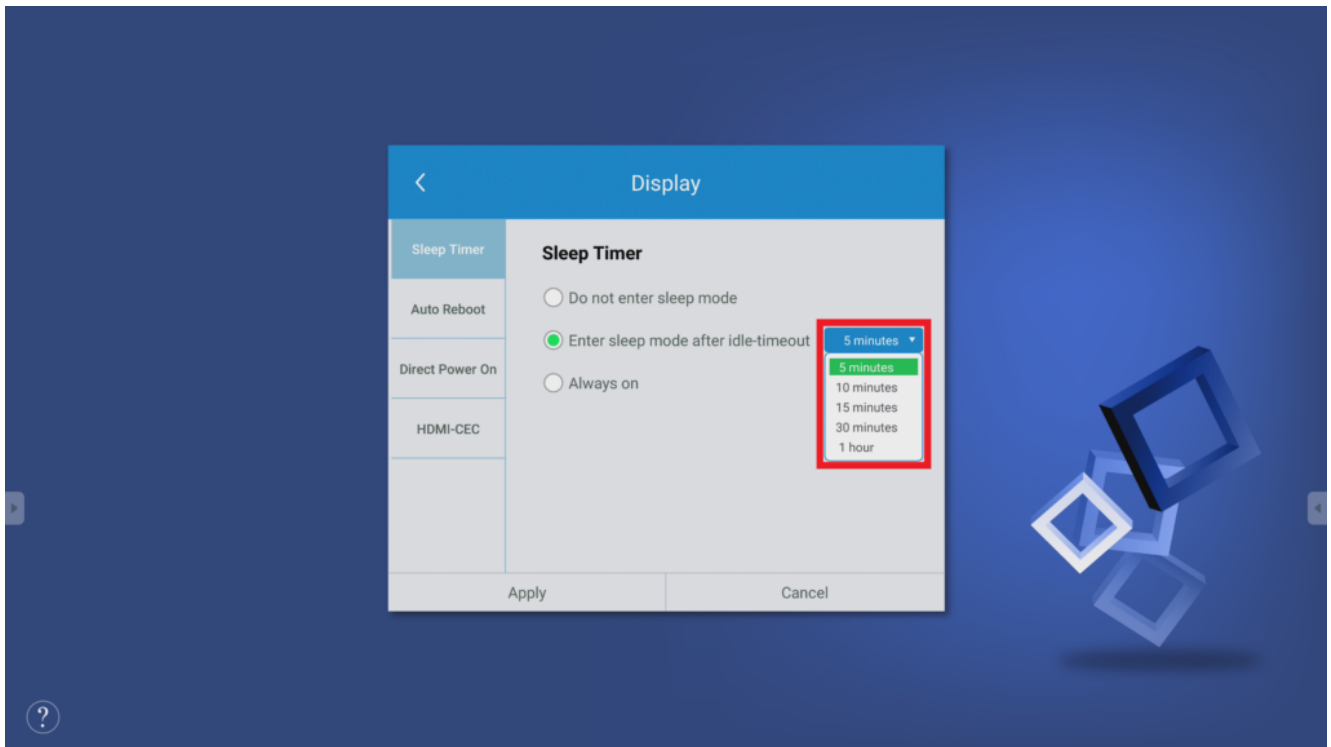 Display
Sleep Timer
Auto Reboot
Direct Power On
HDMI-CEC
Sleep Timer
Do not enter sleep mode
Enter sleep mode after idle-timeout
5 minutes
5 minutes
10 minutes
15 minutes
30 minutes
1 hour
Always on
Apply
Cancel
?